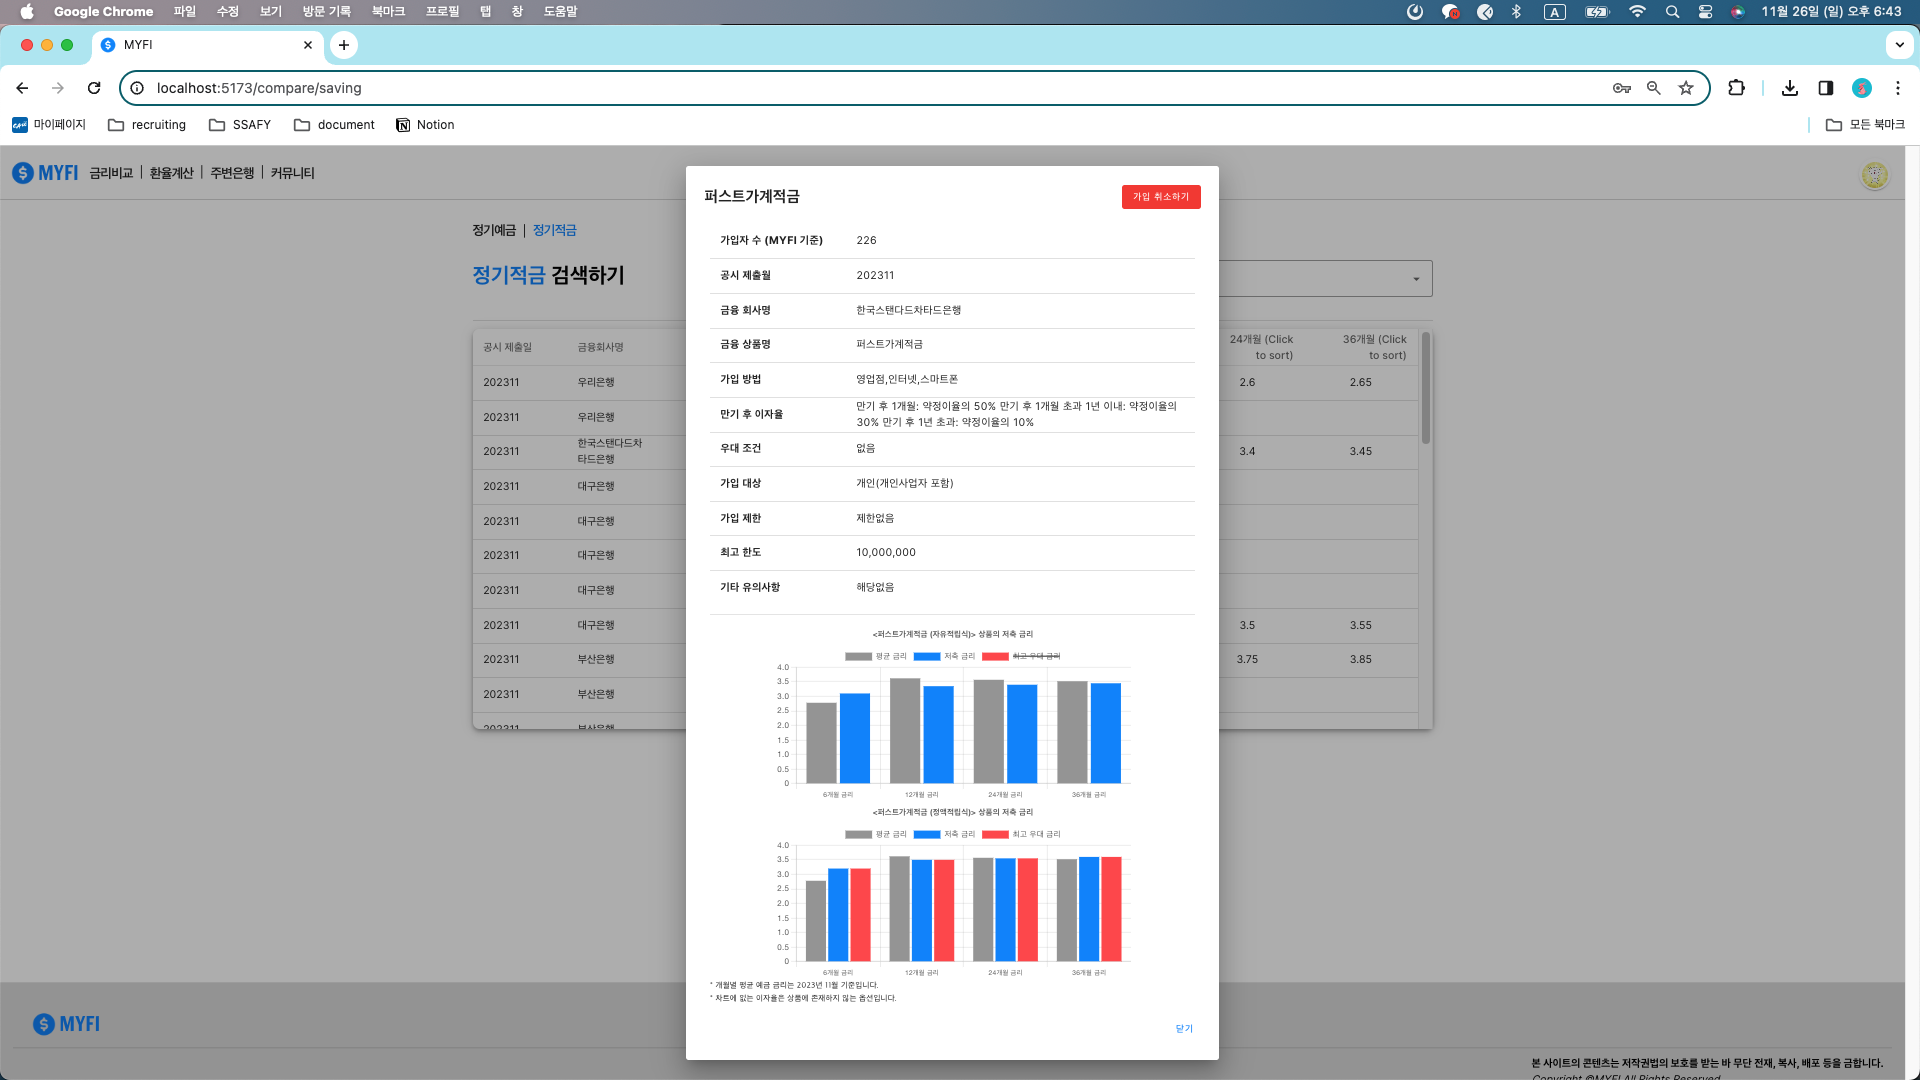 Google Chrome 파일 수정 보기 방문 기록 북마크 프로필 탭 창 도움말 A 11월 26일 (일) 오후 6:43
MYFI
localhost:5173/compare/saving
마이페이지 recruiting SSAFY document Notion 모든 북마크
MYFI 금리비교 | 환율계산 | 주변은행 | 커뮤니티
정기예금 | 정기적금
정기적금 검색하기
공시 제출일 금융회사명 24개월 (Click to sort) 36개월 (Click to sort)
202311 우리은행 2.6 2.65
202311 우리은행
202311 한국스탠다드차타드은행 3.4 3.45
202311 대구은행
202311 대구은행
202311 대구은행
202311 대구은행
202311 대구은행 3.5 3.55
202311 부산은행 3.75 3.85
202311 부산은행
202311 부산은행
퍼스트가계적금
가입 취소하기
가입자 수 (MYFI 기준) 226
공시 제출월 202311
금융 회사명 한국스탠다드차타드은행
금융 상품명 퍼스트가계적금
가입 방법 영업점,인터넷,스마트폰
만기 후 이자율 만기 후 1개월: 약정이율의 50% 만기 후 1개월 초과 1년 이내: 약정이율의
30% 만기 후 1년 초과: 약정이율의 10%
우대 조건 없음
가입 대상 개인(개인사업자 포함)
가입 제한 제한없음
최고 한도 10,000,000
기타 유의사항 해당없음
<퍼스트가계적금 (자유적립식)> 상품의 저축 금리
평균 금리 저축 금리 최고 우대 금리
4.0
3.5
3.0
2.5
2.0
1.5
1.0
0.5
0
6개월 금리 12개월 금리 24개월 금리 36개월 금리
<퍼스트가계적금 (정액적립식)> 상품의 저축 금리
평균 금리 저축 금리 최고 우대 금리
4.0
3.5
3.0
2.5
2.0
1.5
1.0
0.5
0
6개월 금리 12개월 금리 24개월 금리 36개월 금리
* 개월별 평균 예금 금리는 2023년 11월 기준입니다.
* 차트에 없는 이자율은 상품에 존재하지 않는 옵션입니다.
닫기
MYFI
본 사이트의 콘텐츠는 저작권법의 보호를 받는 바 무단 전재, 복사, 배포 등을 금합니다.
Copyright @MYFI All Rights Reserved